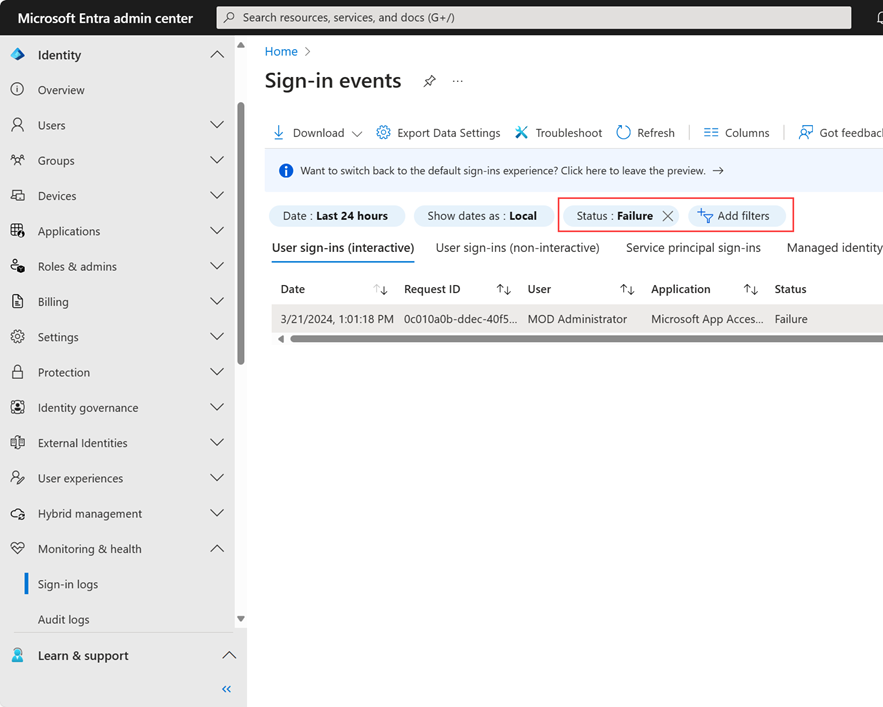 Microsoft Entra admin center
Search resources, services, and docs (G+/)
Identity
Overview
Users
Groups
Devices
Applications
Roles & admins
Billing
Settings
Protection
Identity governance
External Identities
User experiences
Hybrid management
Monitoring & health
Sign-in logs
Audit logs
Learn & support
Home
Sign-in events
Download Export Data Settings Troubleshoot Refresh Columns Got feedbac
Want to switch back to the default sign-ins experience? Click here to leave the preview.
Date : Last 24 hours Show dates as : Local Status : Failure Add filters
User sign-ins (interactive) User sign-ins (non-interactive) Service principal sign-ins Managed identity
Date Request ID User Application Status
3/21/2024, 1:01:18 PM 0c010a0b-ddec-40f5... MOD Administrator Microsoft App Acces... Failure